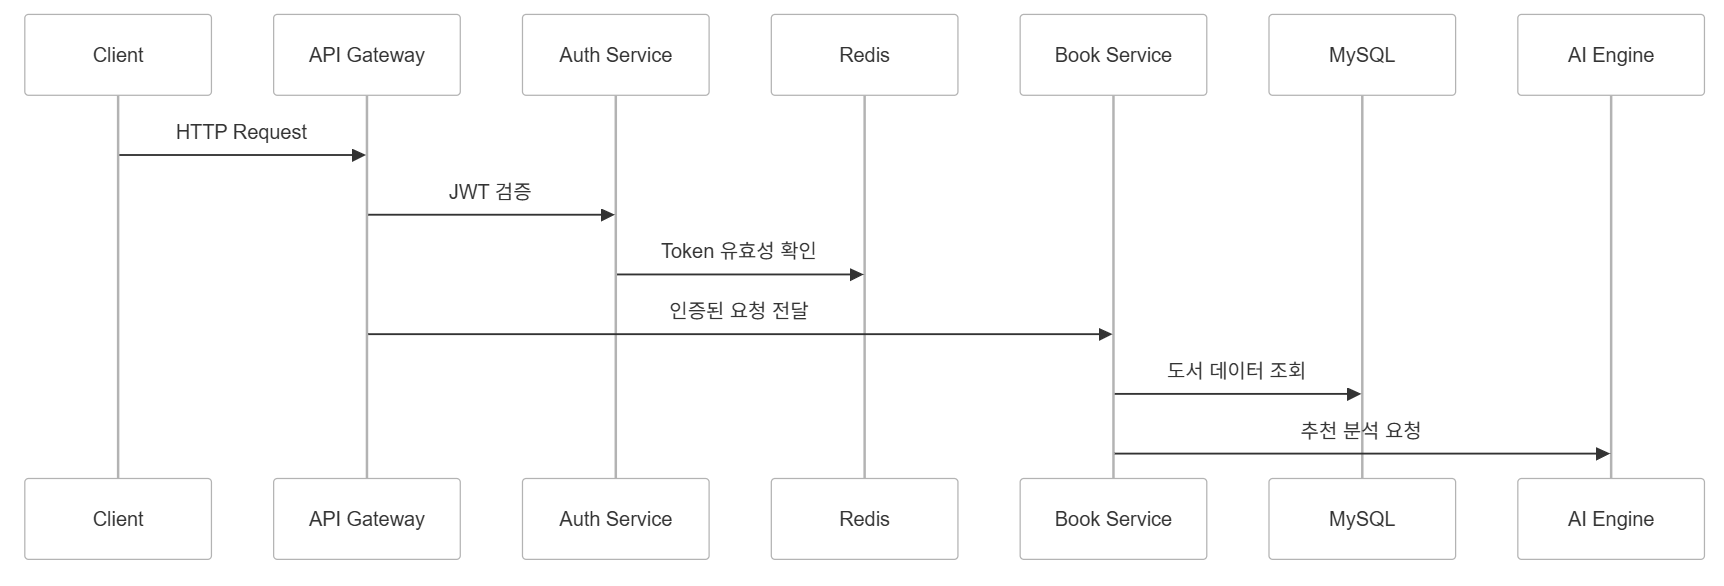 Client
API Gateway
Auth Service
Redis
Book Service
MySQL
AI Engine
HTTP Request
JWT 검증
Token 유효성 확인
인증된 요청 전달
도서 데이터 조회
추천 분석 요청
Client
API Gateway
Auth Service
Redis
Book Service
MySQL
AI Engine